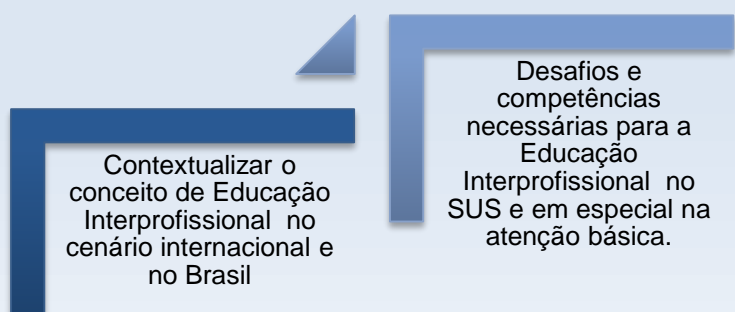 Contextualizar o
conceito de Educação
Interprofissional no
cenário internacional e
no Brasil
Desafios e
competências
necessárias para a
Educação
Interprofissional no
SUS e em especial na
atenção básica.